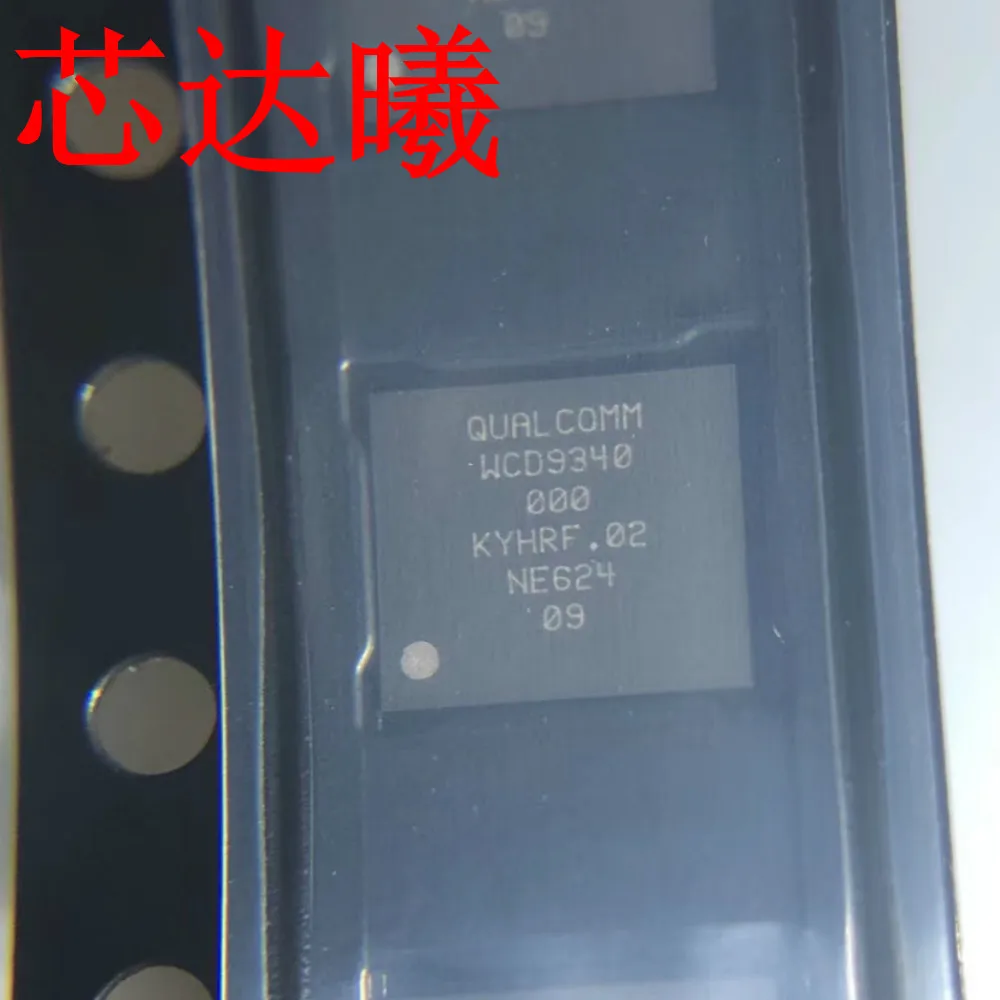 09
芯达曦
QUALCOMM
WCD9340
000
KYHRF.02
NE624
09